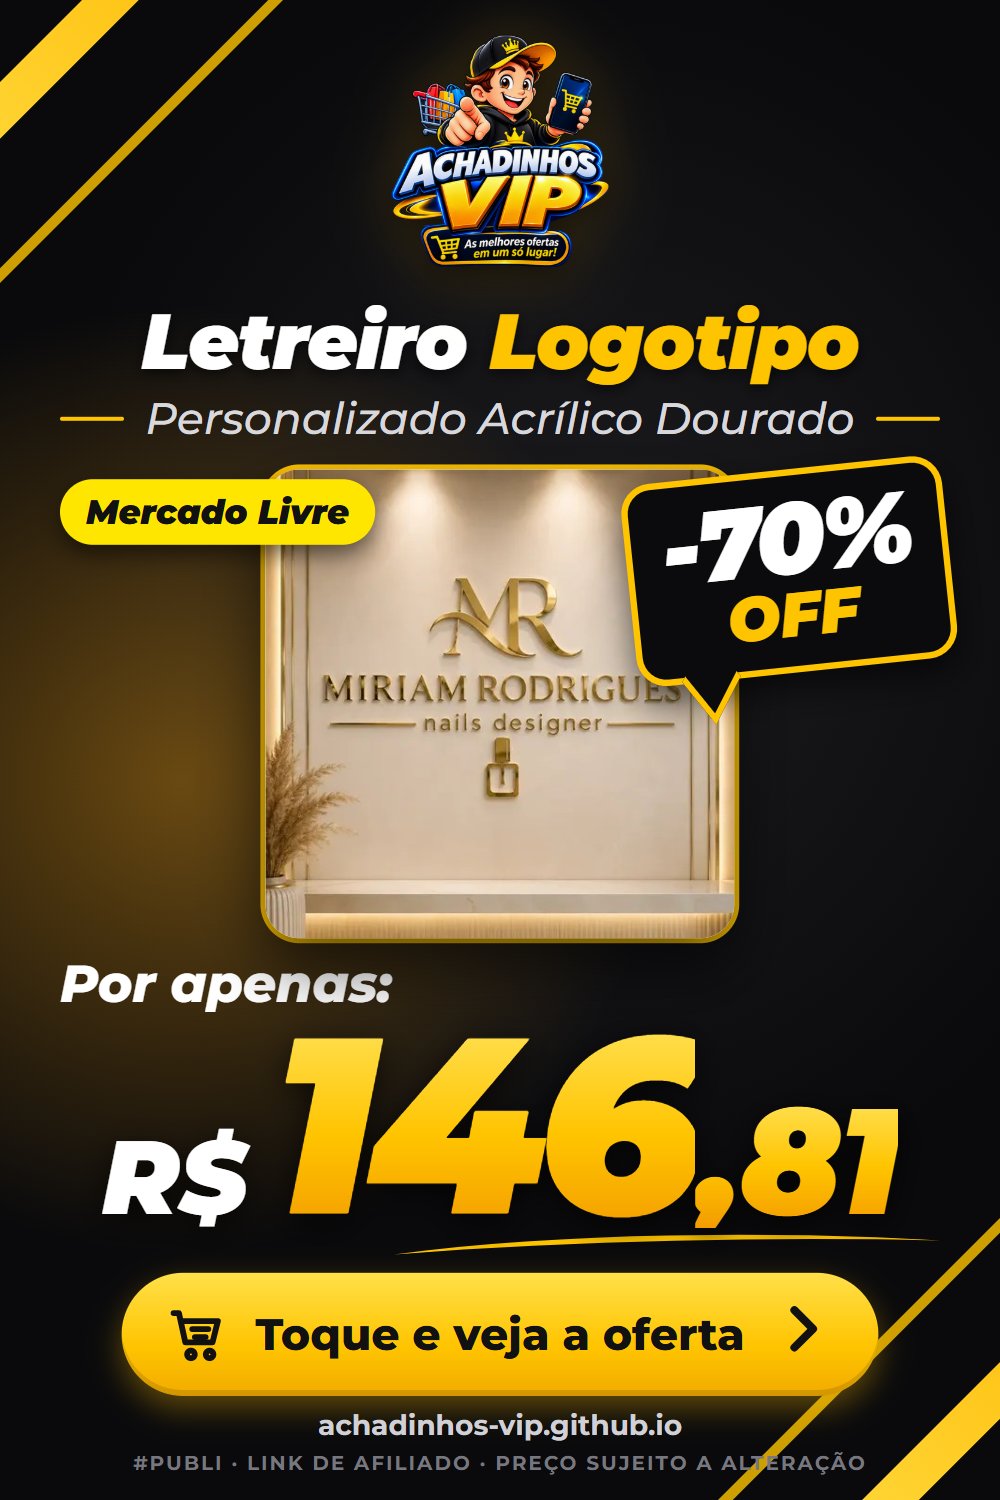 ACHADINHOS
VIP
As melhores ofertas
em um só lugar!
Letreiro Logotipo
Personalizado Acrílico Dourado
Mercado Livre
-70%
OFF
MR
MIRIAM RODRIGUES
nails designer
Por apenas:
R$ 146,81
Toque e veja a oferta
achadinhos-vip.github.io
#PUBLI · LINK DE AFILIADO · PREÇO SUJEITO A ALTERAÇÃO